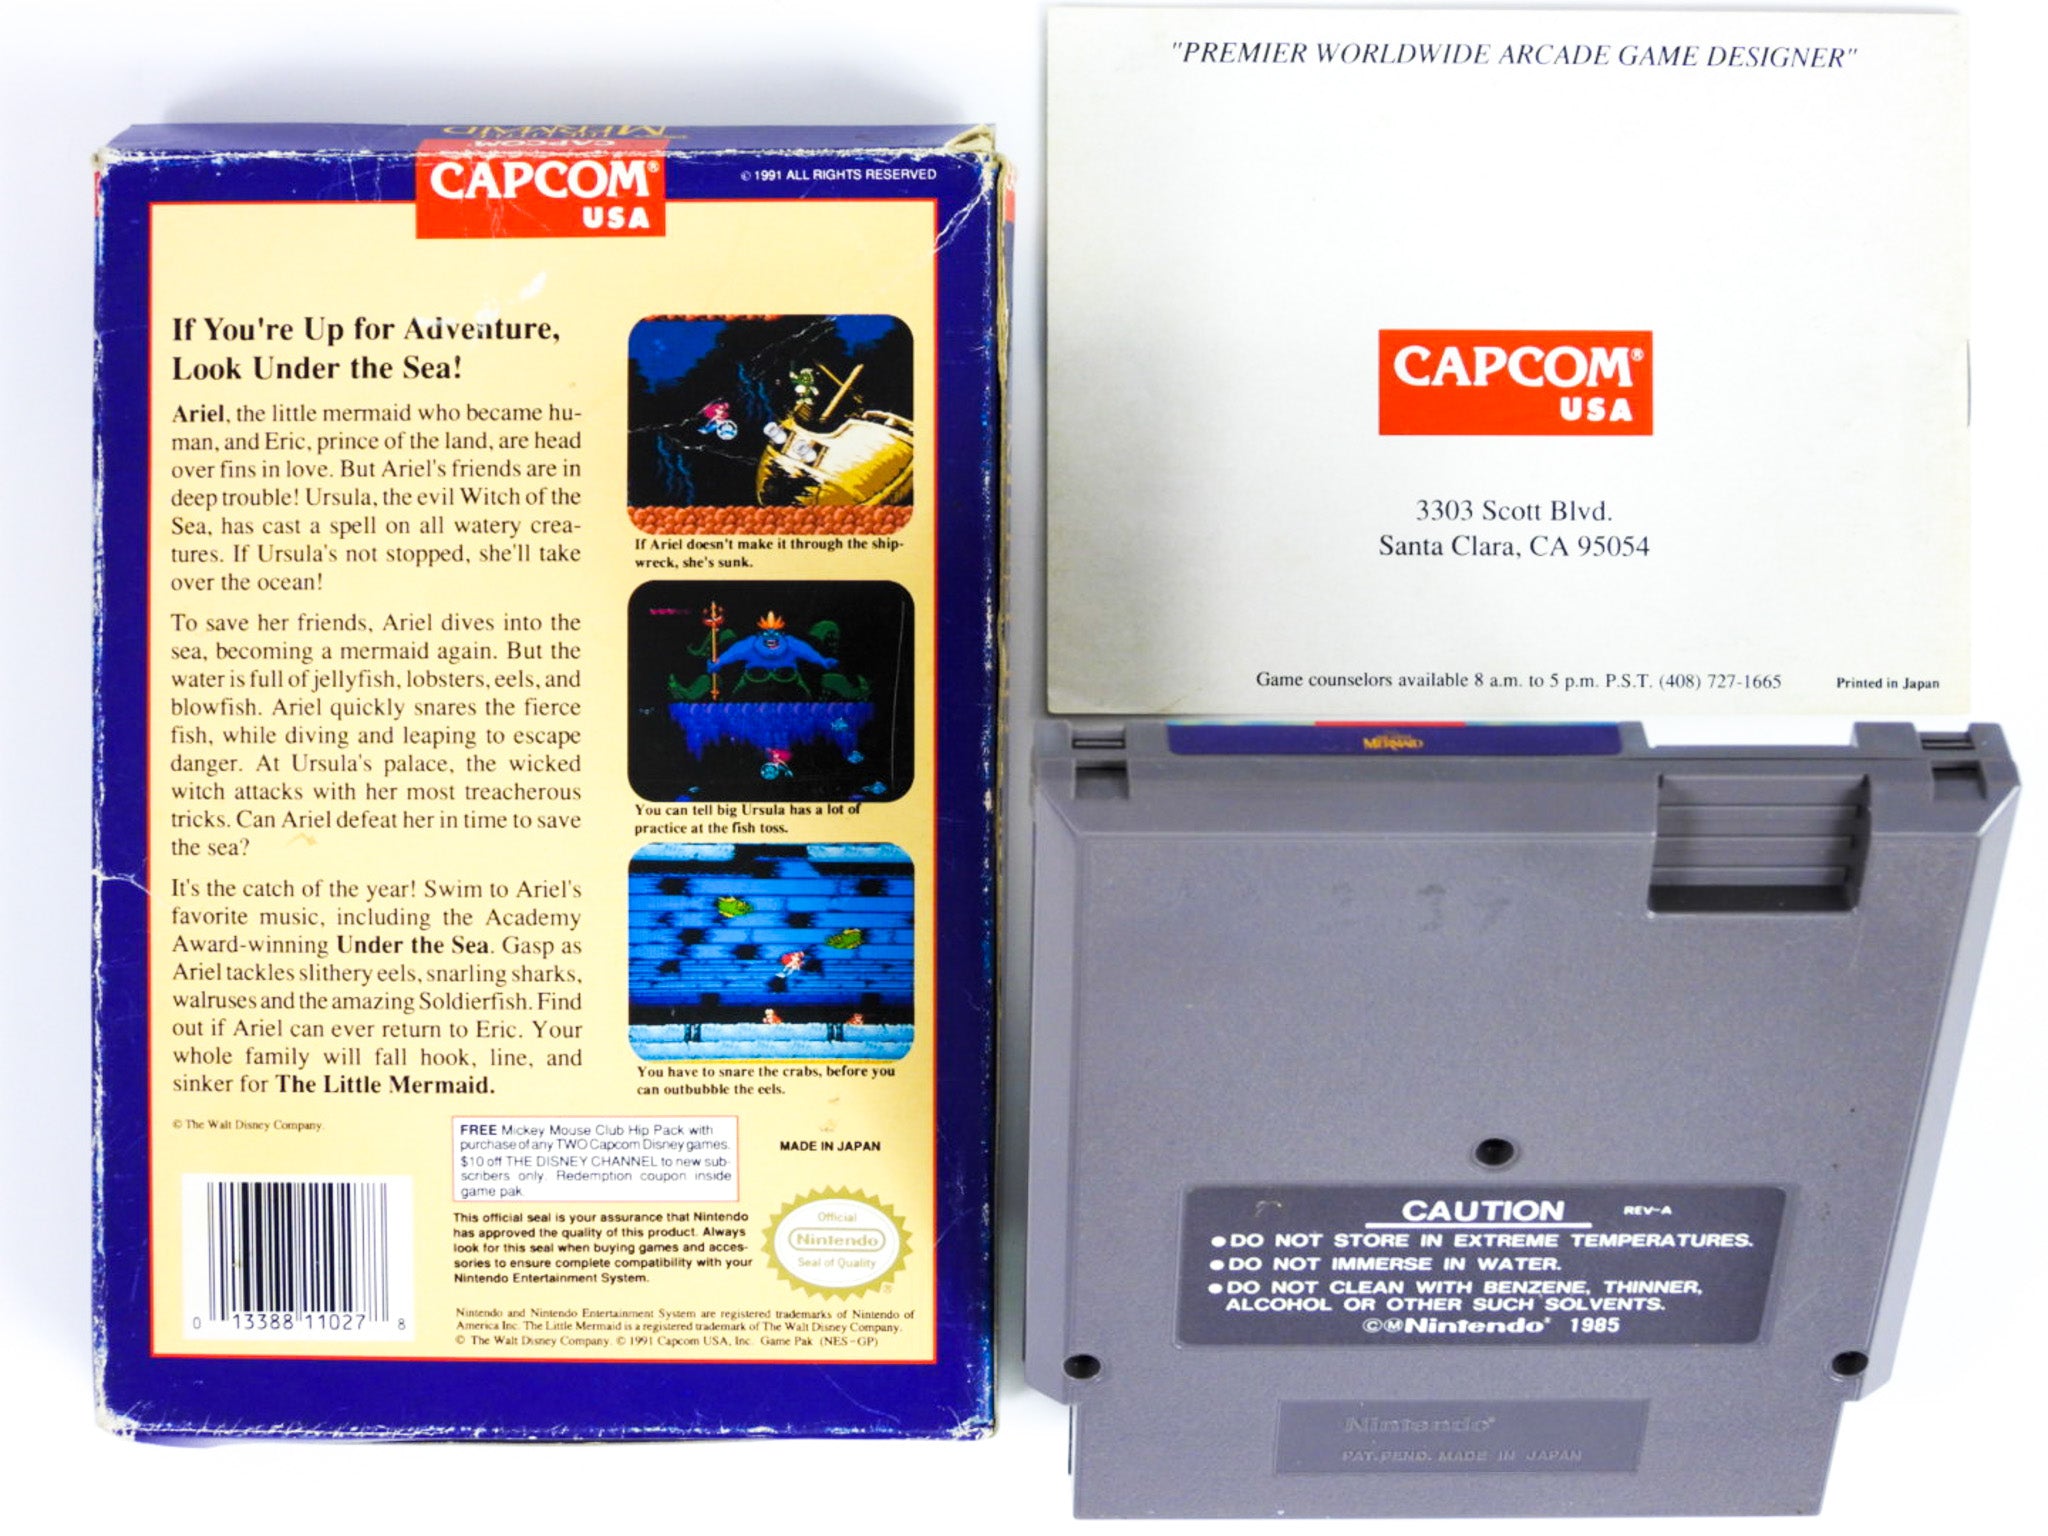 MERMAID
CAPCOM
CAPCOM®
USA
© 1991 ALL RIGHTS RESERVED
If You're Up for Adventure,
Look Under the Sea!
Ariel, the little mermaid who became hu-
man, and Eric, prince of the land, are head
over fins in love. But Ariel's friends are in
deep trouble! Ursula, the evil Witch of the
Sea, has cast a spell on all watery crea-
tures. If Ursula's not stopped, she'll take
over the ocean!
To save her friends, Ariel dives into the
sea, becoming a mermaid again. But the
water is full of jellyfish, lobsters, eels, and
blowfish. Ariel quickly snares the fierce
fish, while diving and leaping to escape
danger. At Ursula's palace, the wicked
witch attacks with her most treacherous
tricks. Can Ariel defeat her in time to save
the sea?
It's the catch of the year! Swim to Ariel's
favorite music, including the Academy
Award-winning Under the Sea. Gasp as
Ariel tackles slithery eels, snarling sharks,
walruses and the amazing Soldierfish. Find
out if Ariel can ever return to Eric. Your
whole family will fall hook, line, and
sinker for The Little Mermaid.
If Ariel doesn't make it through the ship-
wreck, she's sunk.
You can tell big Ursula has a lot of
practice at the fish toss.
You have to snare the crabs, before you
can outbubble the eels.
© The Walt Disney Company.
FREE Mickey Mouse Club Hip Pack with
purchase of any TWO Capcom Disney games.
$10 off THE DISNEY CHANNEL to new sub-
scribers only. Redemption coupon inside
game pak.
MADE IN JAPAN
This official seal is your assurance that Nintendo
has approved the quality of this product. Always
look for this seal when buying games and acces-
sories to ensure complete compatibility with your
Nintendo Entertainment System.
Official
Nintendo
Seal of Quality
®
0 13388 11027 8
Nintendo and Nintendo Entertainment System are registered trademarks of Nintendo of
America Inc. The Little Mermaid is a registered trademark of The Walt Disney Company.
© The Walt Disney Company. © 1991 Capcom USA, Inc. Game Pak (NES-GP)
"PREMIER WORLDWIDE ARCADE GAME DESIGNER"
CAPCOM®
USA
3303 Scott Blvd.
Santa Clara, CA 95054
Game counselors available 8 a.m. to 5 p.m. P.S.T. (408) 727-1665
Printed in Japan
MERMAID
CAUTION
REV-A
●DO NOT STORE IN EXTREME TEMPERATURES.
●DO NOT IMMERSE IN WATER.
●DO NOT CLEAN WITH BENZENE, THINNER,
ALCOHOL OR OTHER SUCH SOLVENTS.
©ⓂNintendo® 1985
Nintendo®
PAT. PEND. MADE IN JAPAN